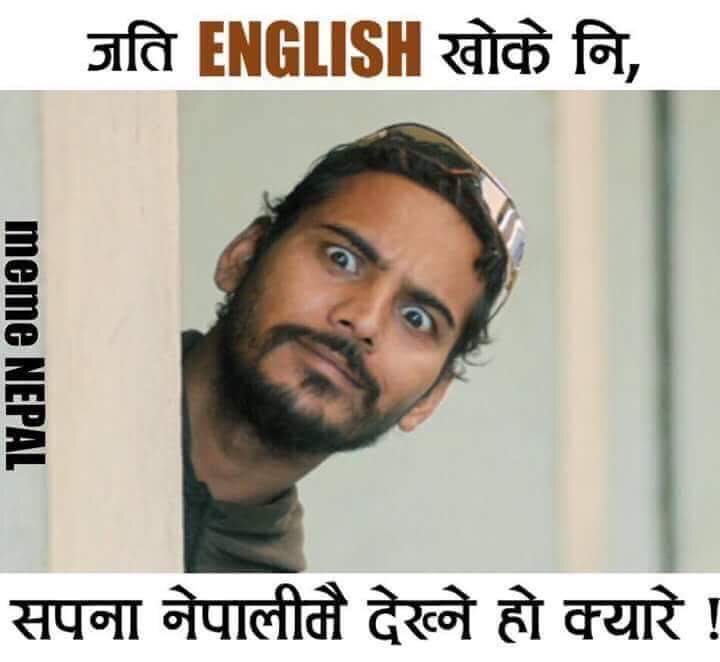 जति ENGLISH खोके नि,
meme NEPAL
सपना नेपालीमै देख्ने हो क्यारे !